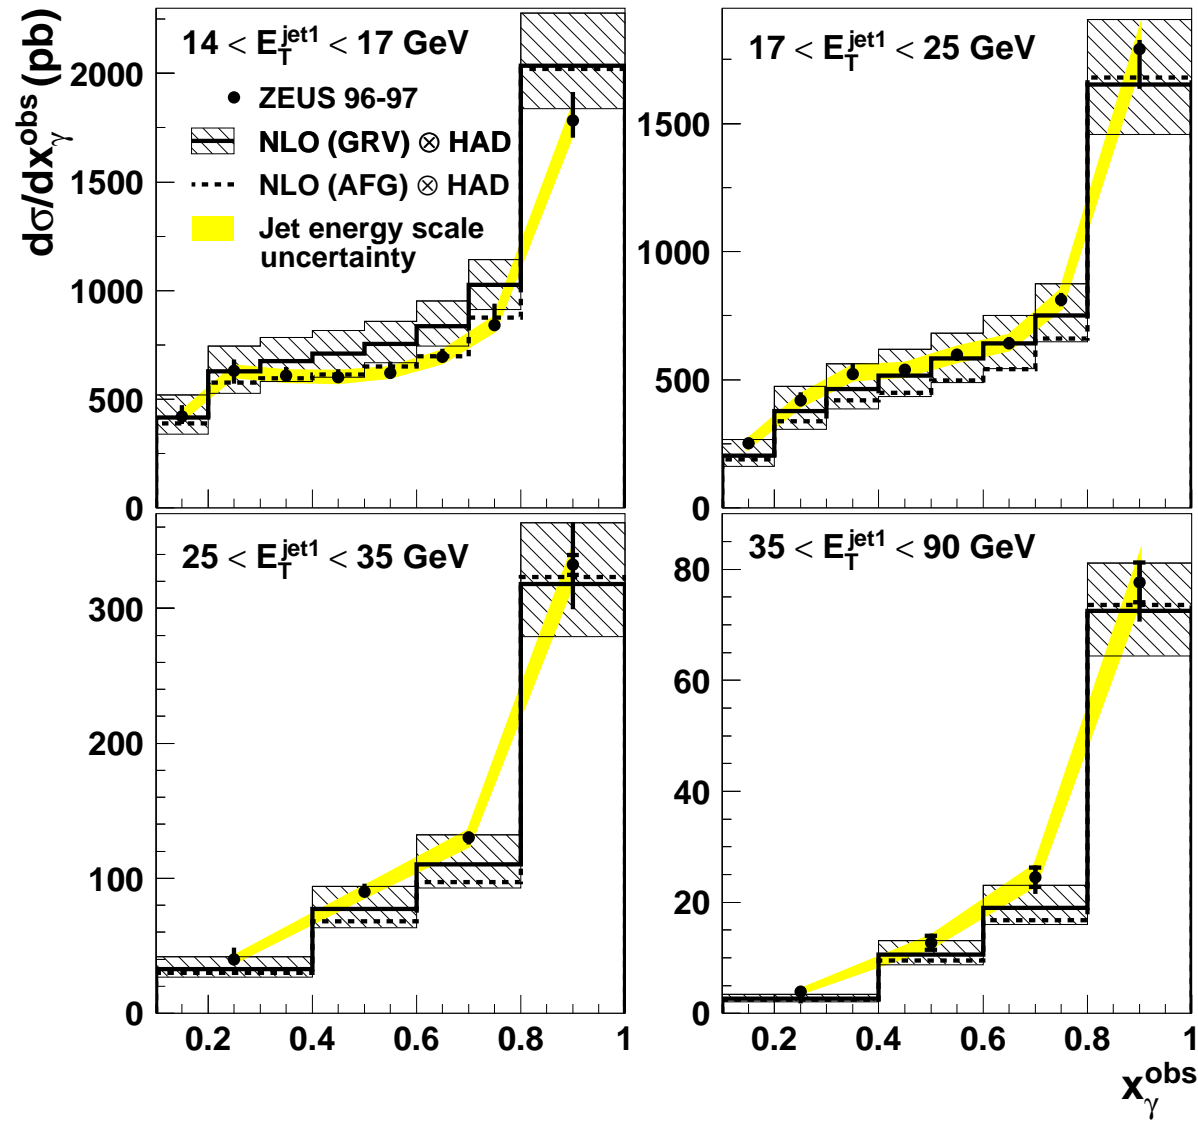 dσ/dx_γ^obs (pb)
14 < E_T^jet1 < 17 GeV
ZEUS 96-97
NLO (GRV) ⊗ HAD
NLO (AFG) ⊗ HAD
Jet energy scale
uncertainty
2000
1500
1000
500
0
17 < E_T^jet1 < 25 GeV
1500
1000
500
0
25 < E_T^jet1 < 35 GeV
300
200
100
0
0.2 0.4 0.6 0.8 1
35 < E_T^jet1 < 90 GeV
80
60
40
20
0
0.2 0.4 0.6 0.8 1
x_γ^obs